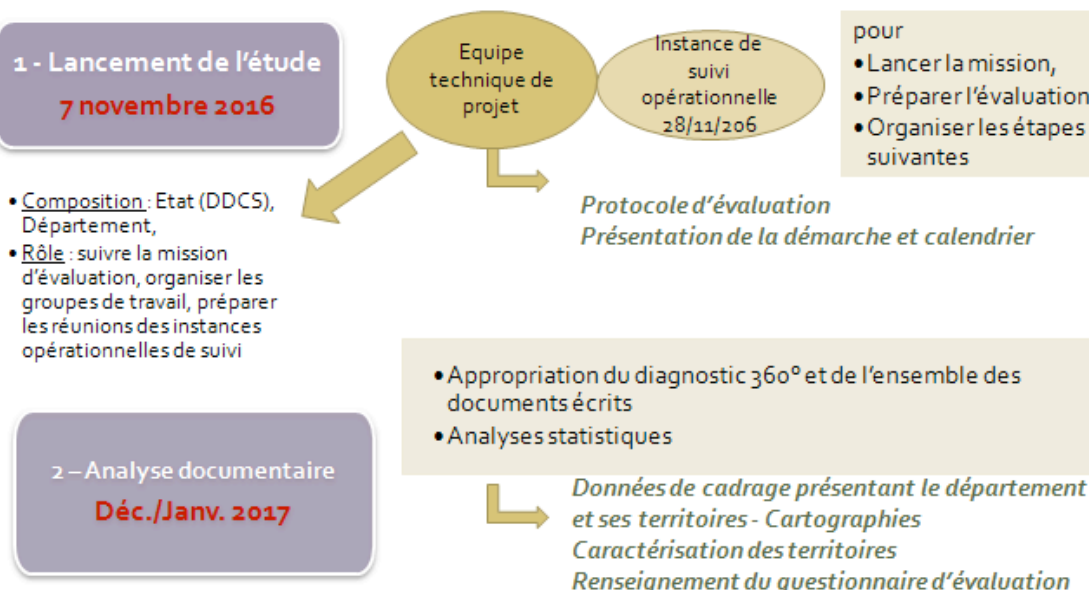 1 - Lancement de l'étude
7 novembre 2016
Equipe
technique de
projet
Instance de
suivi
opérationnelle
28/11/206
pour
• Lancer la mission,
• Préparer l'évaluation
• Organiser les étapes
suivantes
• Composition : Etat (DDCS),
Département,
• Rôle : suivre la mission
d'évaluation, organiser les
groupes de travail, préparer
les réunions des instances
opérationnelles de suivi
Protocole d'évaluation
Présentation de la démarche et calendrier
2 – Analyse documentaire
Déc./Janv. 2017
• Appropriation du diagnostic 360° et de l'ensemble des
documents écrits
• Analyses statistiques
Données de cadrage présentant le département
et ses territoires - Cartographies
Caractérisation des territoires
Renseignement du questionnaire d'évaluation